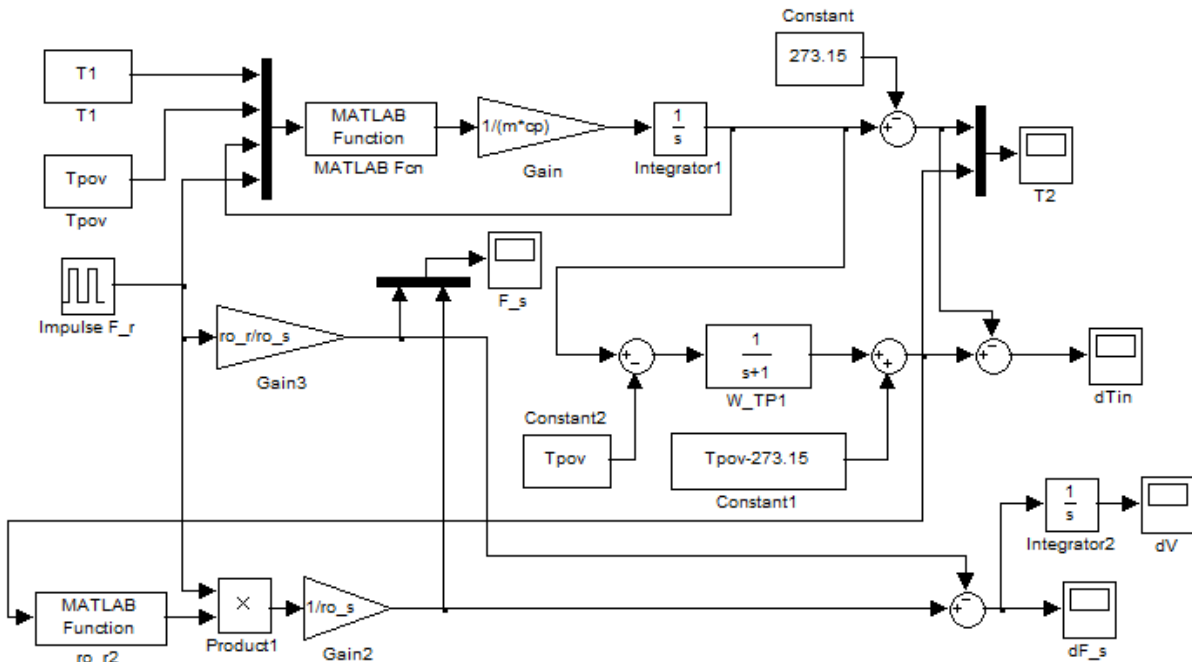 Constant
273.15
T1
T1
MATLAB
Function
MATLAB Fcn
1/(m*cp)
Gain
1
s
Integrator1
T2
Tpov
Tpov
F_s
Impulse F_r
ro_r/ro_s
Gain3
+
-
1
s+1
W_TP1
+
+
+
-
dTin
Constant2
Tpov
Tpov-273.15
Constant1
1
s
Integrator2
dV
MATLAB
Function
ro_r2
×
Product1
1/ro_s
Gain2
+
-
dF_s